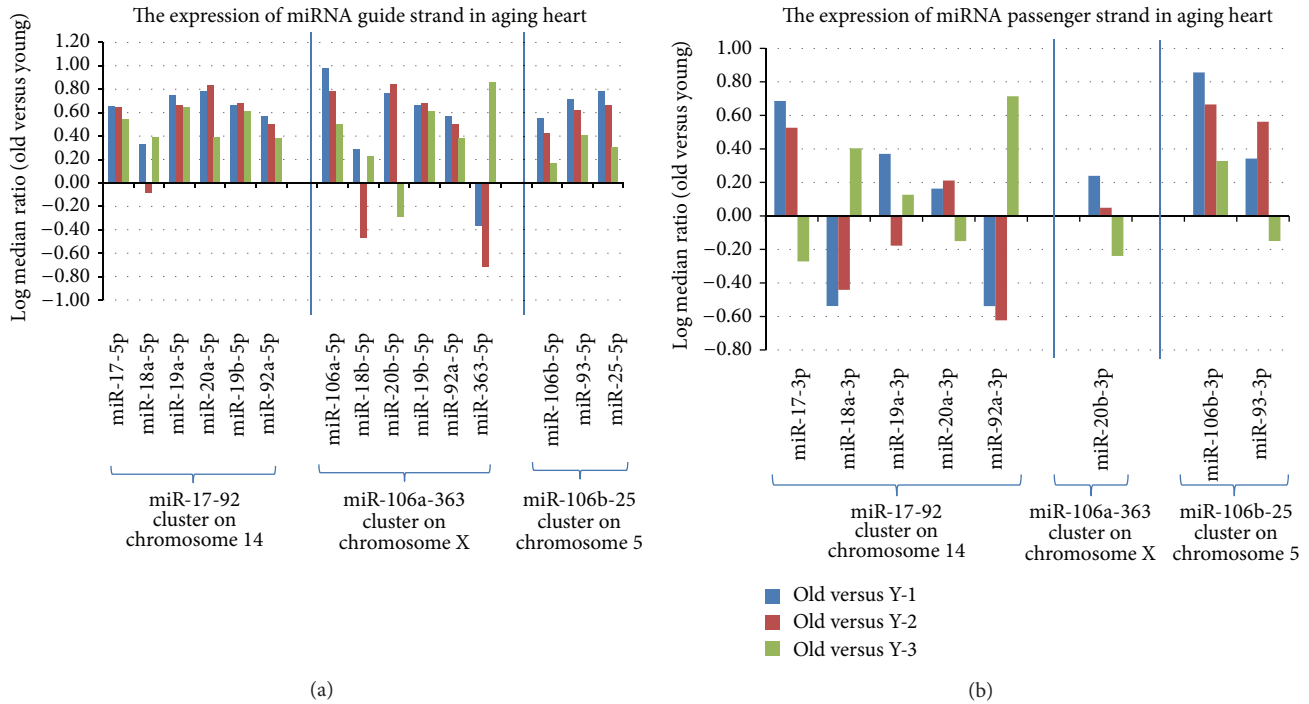 The expression of miRNA guide strand in aging heart
Log median ratio (old versus young)
1.20
1.00
0.80
0.60
0.40
0.20
0.00
−0.20
−0.40
−0.60
−0.80
−1.00
miR-17-5p
miR-18a-5p
miR-19a-5p
miR-20a-5p
miR-19b-5p
miR-92a-5p
miR-106a-5p
miR-18b-5p
miR-20b-5p
miR-19b-5p
miR-92a-5p
miR-363-5p
miR-106b-5p
miR-93-5p
miR-25-5p
miR-17-92
cluster on
chromosome 14
miR-106a-363
cluster on
chromosome X
miR-106b-25
cluster on
chromosome 5
(a)
The expression of miRNA passenger strand in aging heart
Log median ratio (old versus young)
1.00
0.80
0.60
0.40
0.20
0.00
−0.20
−0.40
−0.60
−0.80
miR-17-3p
miR-18a-3p
miR-19a-3p
miR-20a-3p
miR-92a-3p
miR-20b-3p
miR-106b-3p
miR-93-3p
miR-17-92
cluster on
chromosome 14
miR-106a-363
cluster on
chromosome X
miR-106b-25
cluster on
chromosome 5
Old versus Y-1
Old versus Y-2
Old versus Y-3
(b)